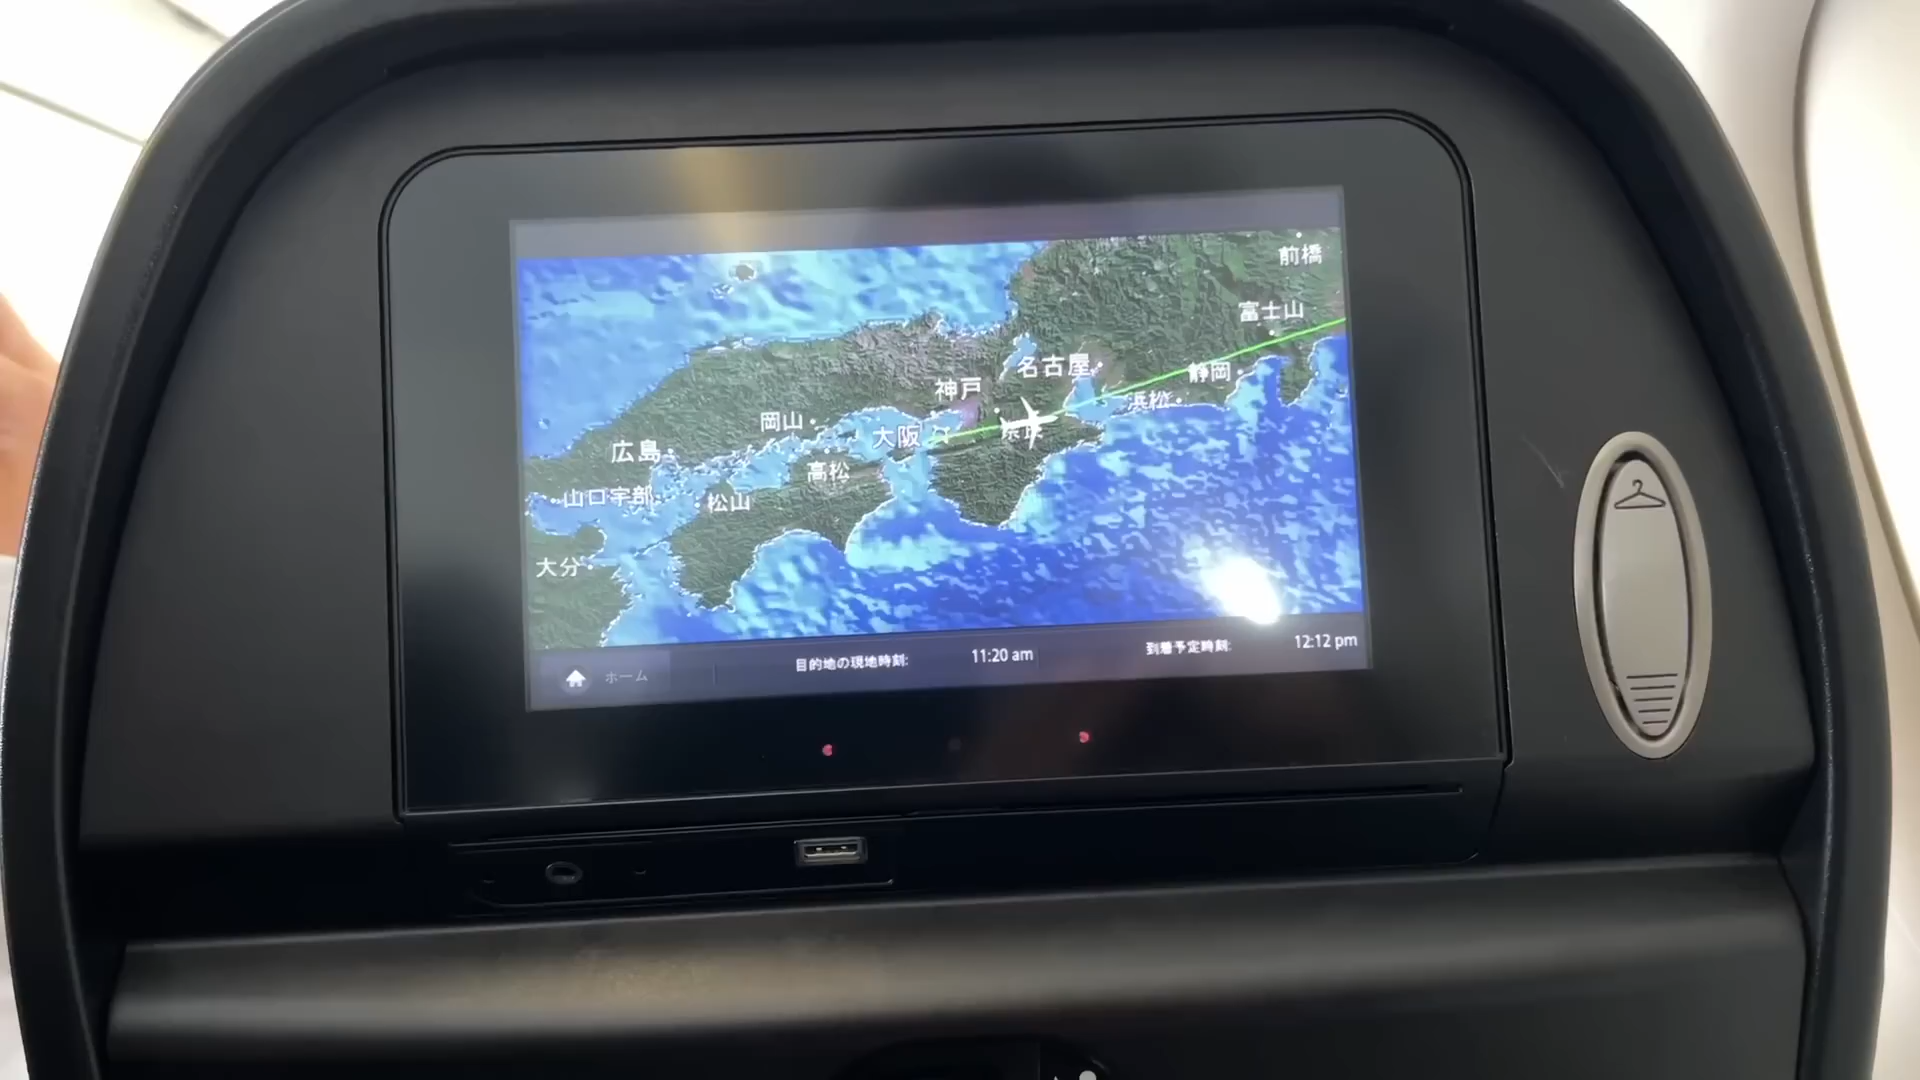 前橋
富士山
名古屋
静岡
神戸
浜松
岡山
大阪
広島
高松
山口宇部
松山
大分
ホーム
目的地の現地時刻: 11:20 am
到着予定時刻: 12:12 pm